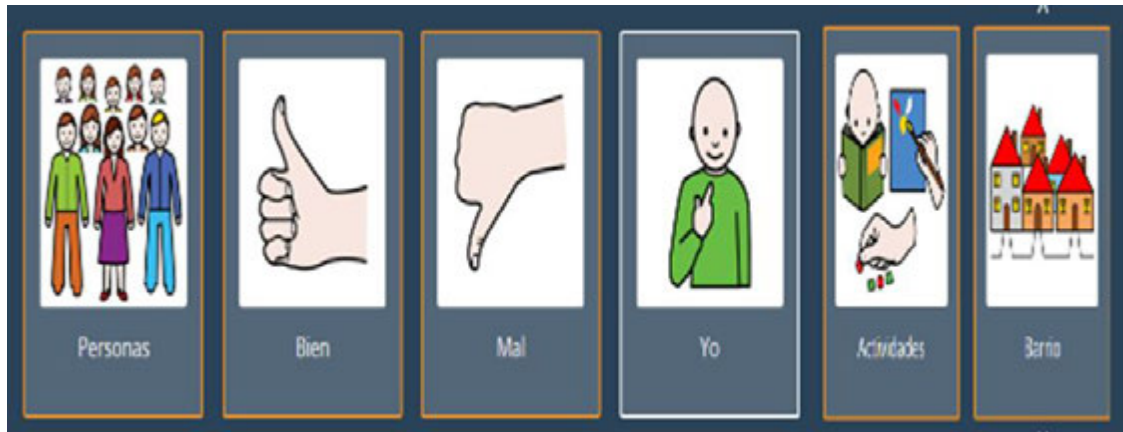 Personas
Bien
Mal
Yo
Actividades
Barrio